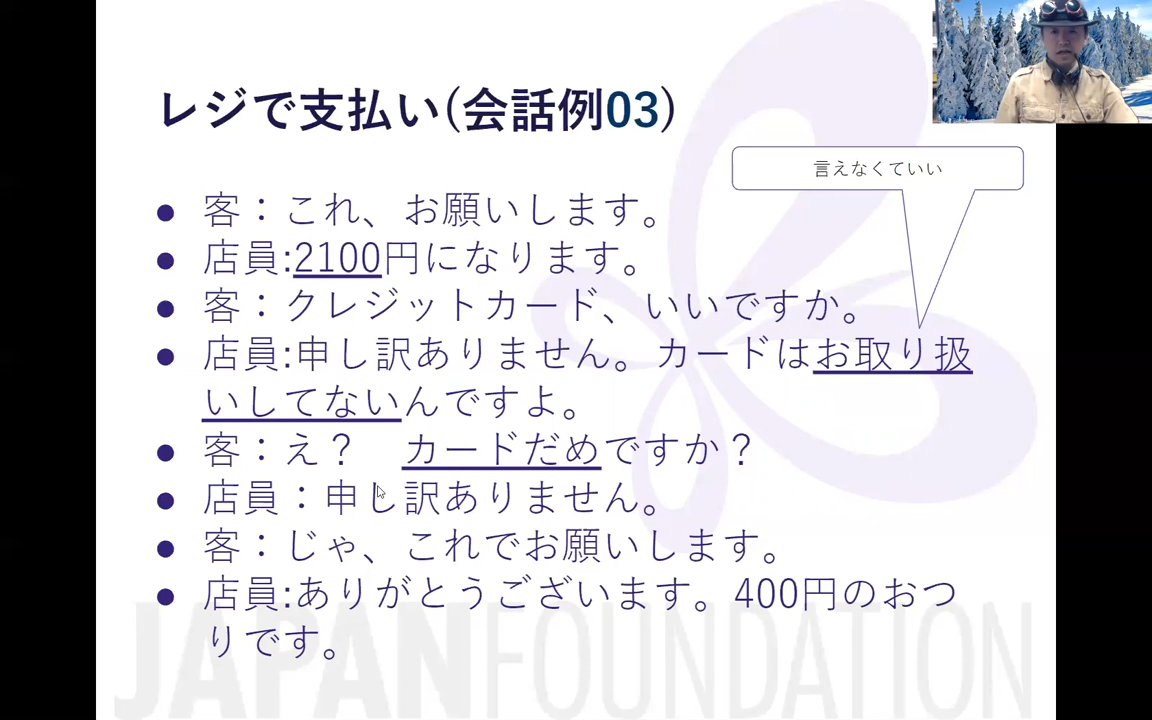 レジで支払い(会話例03)
言えなくていい
● 客：これ、お願いします。
● 店員:2100円になります。
● 客：クレジットカード、いいですか。
● 店員:申し訳ありません。カードはお取り扱
いしてないんですよ。
● 客：え？　カードだめですか？
● 店員：申し訳ありません。
● 客：じゃ、これでお願いします。
● 店員:ありがとうございます。400円のおつ
りです。
JAPANFOUNDATION